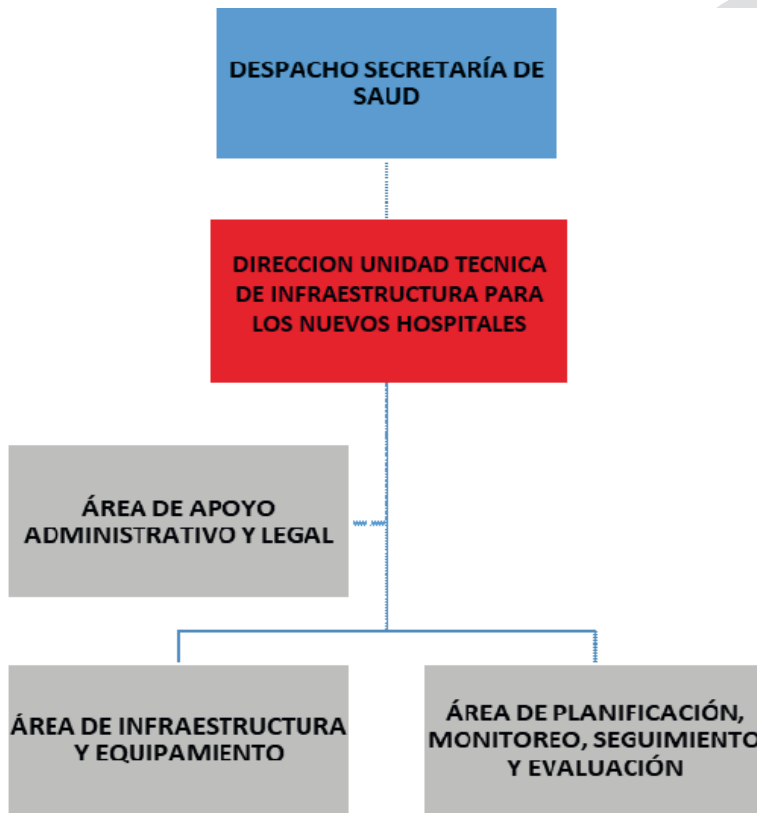 DESPACHO SECRETARÍA DE
SAUD
DIRECCION UNIDAD TECNICA
DE INFRAESTRUCTURA PARA
LOS NUEVOS HOSPITALES
ÁREA DE APOYO
ADMINISTRATIVO Y LEGAL
ÁREA DE INFRAESTRUCTURA
Y EQUIPAMIENTO
ÁREA DE PLANIFICACIÓN,
MONITOREO, SEGUIMIENTO
Y EVALUACIÓN